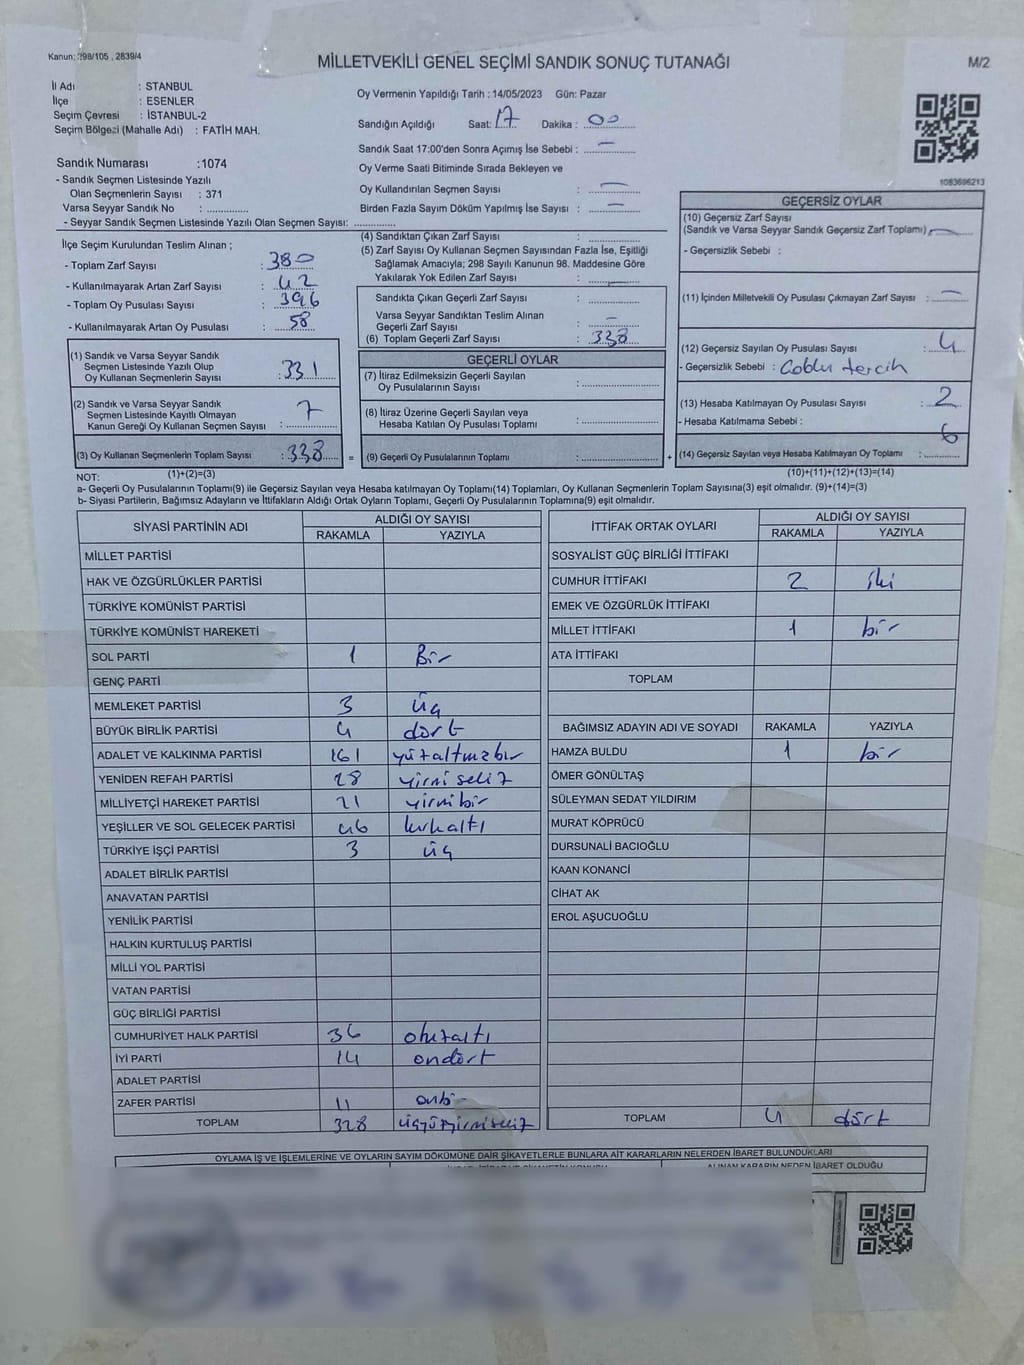 Kanun: 298/105 , 2839/4
MİLLETVEKİLİ GENEL SEÇİMİ SANDIK SONUÇ TUTANAĞI
M/2
İl Adı : STANBUL
İlçe : ESENLER
Seçim Çevresi : İSTANBUL-2
Seçim Bölgezi (Mahalle Adı) : FATİH MAH.
Oy Vermenin Yapıldığı Tarih : 14/05/2023 Gün: Pazar
Sandığın Açıldığı Saat: 17 Dakika : 00
Sandık Saat 17:00'den Sonra Açımış İse Sebebi : —
Oy Verme Saati Bitiminde Sırada Bekleyen ve
Oy Kullandırılan Seçmen Sayısı : —
Birden Fazla Sayım Döküm Yapılmış İse Sayısı : —
1083696213
Sandık Numarası :1074
- Sandık Seçmen Listesinde Yazılı
Olan Seçmenlerin Sayısı : 371
Varsa Seyyar Sandık No :
- Seyyar Sandık Seçmen Listesinde Yazılı Olan Seçmen Sayısı:
İlçe Seçim Kurulundan Teslim Alınan ;
- Toplam Zarf Sayısı : 380
- Kullanılmayarak Artan Zarf Sayısı : 42
- Toplam Oy Pusulası Sayısı : 396
- Kullanılmayarak Artan Oy Pusulası : 58
(1) Sandık ve Varsa Seyyar Sandık
Seçmen Listesinde Yazılı Olup
Oy Kullanan Seçmenlerin Sayısı : 331
(2) Sandık ve Varsa Seyyar Sandık
Seçmen Listesinde Kayıtlı Olmayan
Kanun Gereği Oy Kullanan Seçmen Sayısı : 7
(3) Oy Kullanan Seçmenlerin Toplam Sayısı : 338 =
(4) Sandıktan Çıkan Zarf Sayısı :
(5) Zarf Sayısı Oy Kullanan Seçmen Sayısından Fazla İse, Eşitliği
Sağlamak Amacıyla; 298 Sayılı Kanunun 98. Maddesine Göre
Yakılarak Yok Edilen Zarf Sayısı :
Sandıkta Çıkan Geçerli Zarf Sayısı :
Varsa Seyyar Sandıktan Teslim Alınan
Geçerli Zarf Sayısı : —
(6) Toplam Geçerli Zarf Sayısı : 338
GEÇERLİ OYLAR
(7) İtiraz Edilmeksizin Geçerli Sayılan
Oy Pusulalarının Sayısı :
(8) İtiraz Üzerine Geçerli Sayılan veya
Hesaba Katılan Oy Pusulası Toplamı :
(9) Geçerli Oy Pusulalarının Toplamı : +
GEÇERSİZ OYLAR
(10) Geçersiz Zarf Sayısı
(Sandık ve Varsa Seyyar Sandık Geçersiz Zarf Toplamı) : —
- Geçersizlik Sebebi :
(11) İçinden Milletvekili Oy Pusulası Çıkmayan Zarf Sayısı : —
(12) Geçersiz Sayılan Oy Pusulası Sayısı : 4
- Geçersizlik Sebebi : Coblu tercih
(13) Hesaba Katılmayan Oy Pusulası Sayısı : 2
- Hesaba Katılmama Sebebi :
(14) Geçersiz Sayılan veya Hesaba Katılmayan Oy Toplamı : 6
NOT: (1)+(2)=(3) (10)+(11)+(12)+(13)=(14)
a- Geçerli Oy Pusulalarının Toplamı(9) ile Geçersiz Sayılan veya Hesaba katılmayan Oy Toplamı(14) Toplamları, Oy Kullanan Seçmenlerin Toplam Sayısına(3) eşit olmalıdır. (9)+(14)=(3)
b- Siyasi Partilerin, Bağımsız Adayların ve İttifakların Aldığı Ortak Oyların Toplamı, Geçerli Oy Pusulalarının Toplamına(9) eşit olmalıdır.
SİYASİ PARTİNİN ADI ALDIĞI OY SAYISI
RAKAMLA YAZIYLA
MİLLET PARTİSİ
HAK VE ÖZGÜRLÜKLER PARTİSİ
TÜRKİYE KOMÜNİST PARTİSİ
TÜRKİYE KOMÜNİST HAREKETİ
SOL PARTİ 1 Bir
GENÇ PARTİ
MEMLEKET PARTİSİ 3 üç
BÜYÜK BİRLİK PARTİSİ 4 dört
ADALET VE KALKINMA PARTİSİ 161 yüzaltmışbir
YENİDEN REFAH PARTİSİ 28 yirmi sekiz
MİLLİYETÇİ HAREKET PARTİSİ 21 yirmi bir
YEŞİLLER VE SOL GELECEK PARTİSİ 46 kırkaltı
TÜRKİYE İŞÇİ PARTİSİ 3 üç
ADALET BİRLİK PARTİSİ
ANAVATAN PARTİSİ
YENİLİK PARTİSİ
HALKIN KURTULUŞ PARTİSİ
MİLLİ YOL PARTİSİ
VATAN PARTİSİ
GÜÇ BİRLİĞİ PARTİSİ
CUMHURİYET HALK PARTİSİ 36 otuzaltı
İYİ PARTİ 14 ondört
ADALET PARTİSİ
ZAFER PARTİSİ 11 onbir
TOPLAM 328 üçyüzyirmisekiz
İTTİFAK ORTAK OYLARI ALDIĞI OY SAYISI
RAKAMLA YAZIYLA
SOSYALİST GÜÇ BİRLİĞİ İTTİFAKI
CUMHUR İTTİFAKI 2 iki
EMEK VE ÖZGÜRLÜK İTTİFAKI
MİLLET İTTİFAKI 1 bir
ATA İTTİFAKI
TOPLAM
BAĞIMSIZ ADAYIN ADI VE SOYADI RAKAMLA YAZIYLA
HAMZA BULDU 1 bir
ÖMER GÖNÜLTAŞ
SÜLEYMAN SEDAT YILDIRIM
MURAT KÖPRÜCÜ
DURSUNALİ BACIOĞLU
KAAN KONANCİ
CİHAT AK
EROL AŞUCUOĞLU
TOPLAM 4 dört
OYLAMA İŞ VE İŞLEMLERİNE VE OYLARIN SAYIM DÖKÜMÜNE DAİR ŞİKAYETLERLE BUNLARA AİT KARARLARIN NELERDEN İBARET BULUNDUKLARI
ALINAN KARARIN NEDEN İBARET OLDUĞU